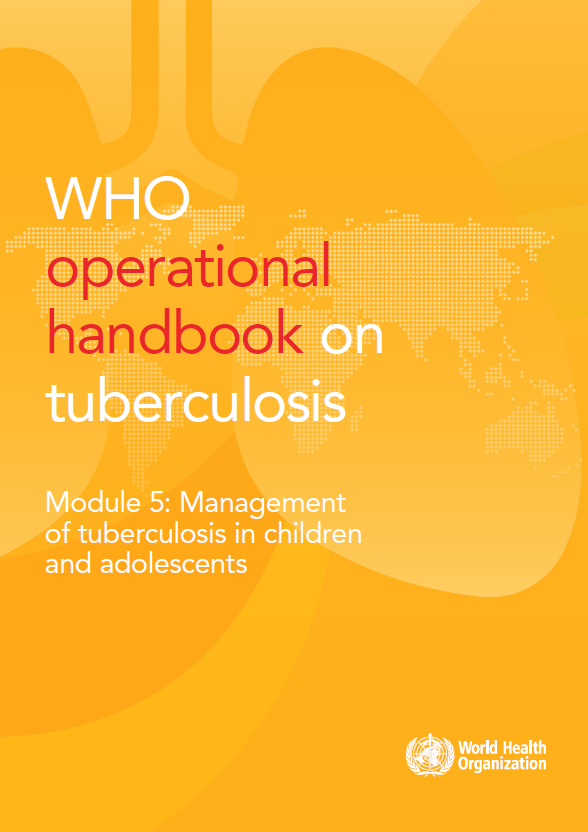 WHO
operational
handbook on
tuberculosis
Module 5: Management
of tuberculosis in children
and adolescents
World Health
Organization